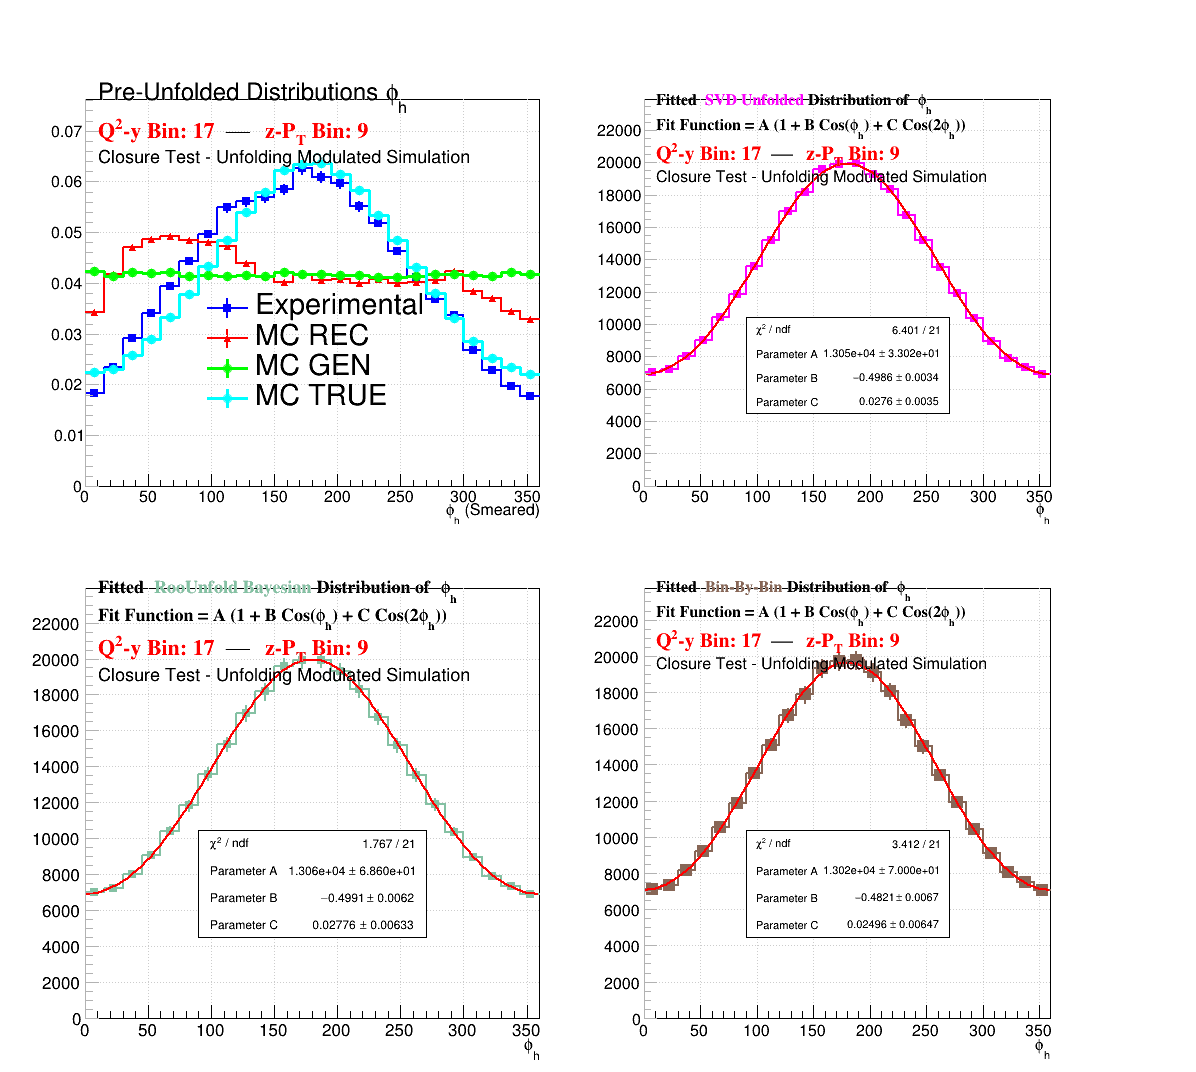 Pre-Unfolded Distributions ϕh
Q2-y Bin: 17 — z-PT Bin: 9
Closure Test - Unfolding Modulated Simulation
0.07
0.06
0.05
0.04
0.03
0.02
0.01
0
Experimental
MC REC
MC GEN
MC TRUE
0 50 100 150 200 250 300 350
ϕh (Smeared)
Fitted SVD Unfolded Distribution of ϕh
Fit Function = A (1 + B Cos(ϕh) + C Cos(2ϕh))
Q2-y Bin: 17 — z-PT Bin: 9
Closure Test - Unfolding Modulated Simulation
22000
20000
18000
16000
14000
12000
10000
8000
6000
4000
2000
0
χ2 / ndf 6.401 / 21
Parameter A 1.305e+04 ± 3.302e+01
Parameter B −0.4986 ± 0.0034
Parameter C 0.0276 ± 0.0035
0 50 100 150 200 250 300 350
ϕh
Fitted RooUnfold Bayesian Distribution of ϕh
Fit Function = A (1 + B Cos(ϕh) + C Cos(2ϕh))
Q2-y Bin: 17 — z-PT Bin: 9
Closure Test - Unfolding Modulated Simulation
22000
20000
18000
16000
14000
12000
10000
8000
6000
4000
2000
0
χ2 / ndf 1.767 / 21
Parameter A 1.306e+04 ± 6.860e+01
Parameter B −0.4991 ± 0.0062
Parameter C 0.02776 ± 0.00633
0 50 100 150 200 250 300 350
ϕh
Fitted Bin-By-Bin Distribution of ϕh
Fit Function = A (1 + B Cos(ϕh) + C Cos(2ϕh))
Q2-y Bin: 17 — z-PT Bin: 9
Closure Test - Unfolding Modulated Simulation
22000
20000
18000
16000
14000
12000
10000
8000
6000
4000
2000
0
χ2 / ndf 3.412 / 21
Parameter A 1.302e+04 ± 7.000e+01
Parameter B −0.4821 ± 0.0067
Parameter C 0.02496 ± 0.00647
0 50 100 150 200 250 300 350
ϕh